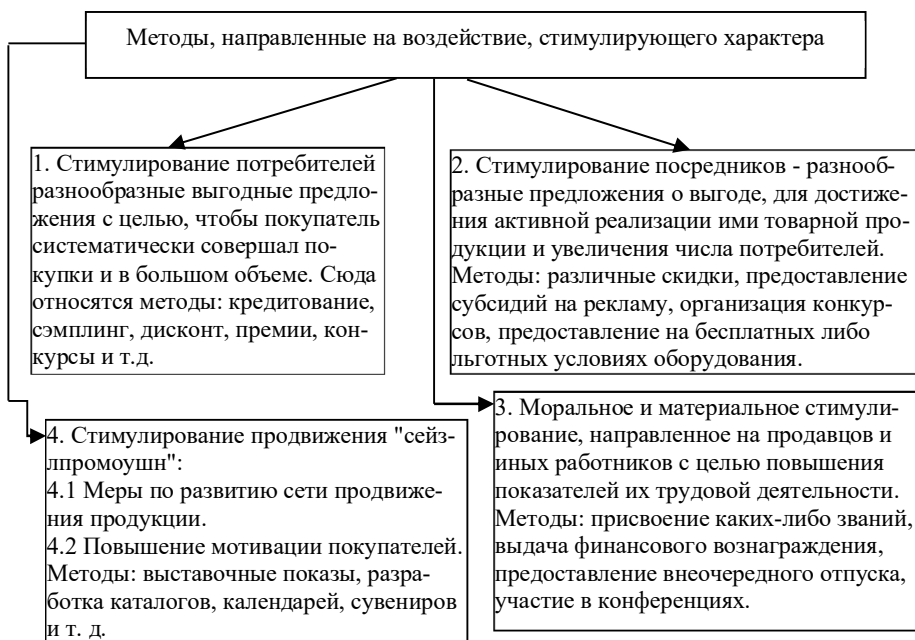 Методы, направленные на воздействие, стимулирующего характера
1. Стимулирование потребителей
разнообразные выгодные предло-
жения с целью, чтобы покупатель
систематически совершал по-
купки и в большом объеме. Сюда
относятся методы: кредитование,
сэмплинг, дисконт, премии, кон-
курсы и т.д.
2. Стимулирование посредников - разнооб-
разные предложения о выгоде, для достиже-
ния активной реализации ими товарной про-
дукции и увеличения числа потребителей.
Методы: различные скидки, предоставление
субсидий на рекламу, организация конкур-
сов, предоставление на бесплатных либо
льготных условиях оборудования.
3. Моральное и материальное стимули-
рование, направленное на продавцов и
иных работников с целью повышения
показателей их трудовой деятельности.
Методы: присвоение каких-либо званий,
выдача финансового вознаграждения,
предоставление внеочередного отпуска,
участие в конференциях.
4. Стимулирование продвижения "сейз-
лпромоушн":
4.1 Меры по развитию сети продвиже-
ния продукции.
4.2 Повышение мотивации покупателей.
Методы: выставочные показы, разра-
ботка каталогов, календарей, сувениров
и т. д.